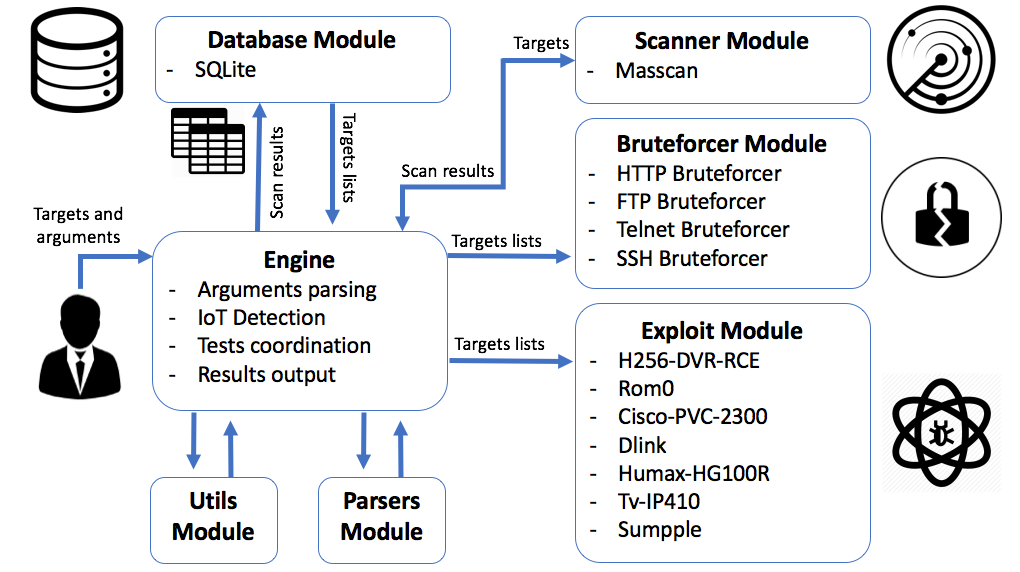 Database Module
- SQLite
Targets
Scanner Module
- Masscan
Scan results
Targets lists
Scan results
Bruteforcer Module
- HTTP Bruteforcer
- FTP Bruteforcer
- Telnet Bruteforcer
- SSH Bruteforcer
Targets and
arguments
Targets lists
Engine
- Arguments parsing
- IoT Detection
- Tests coordination
- Results output
Targets lists
Exploit Module
- H256-DVR-RCE
- Rom0
- Cisco-PVC-2300
- Dlink
- Humax-HG100R
- Tv-IP410
- Sumpple
Utils
Module
Parsers
Module